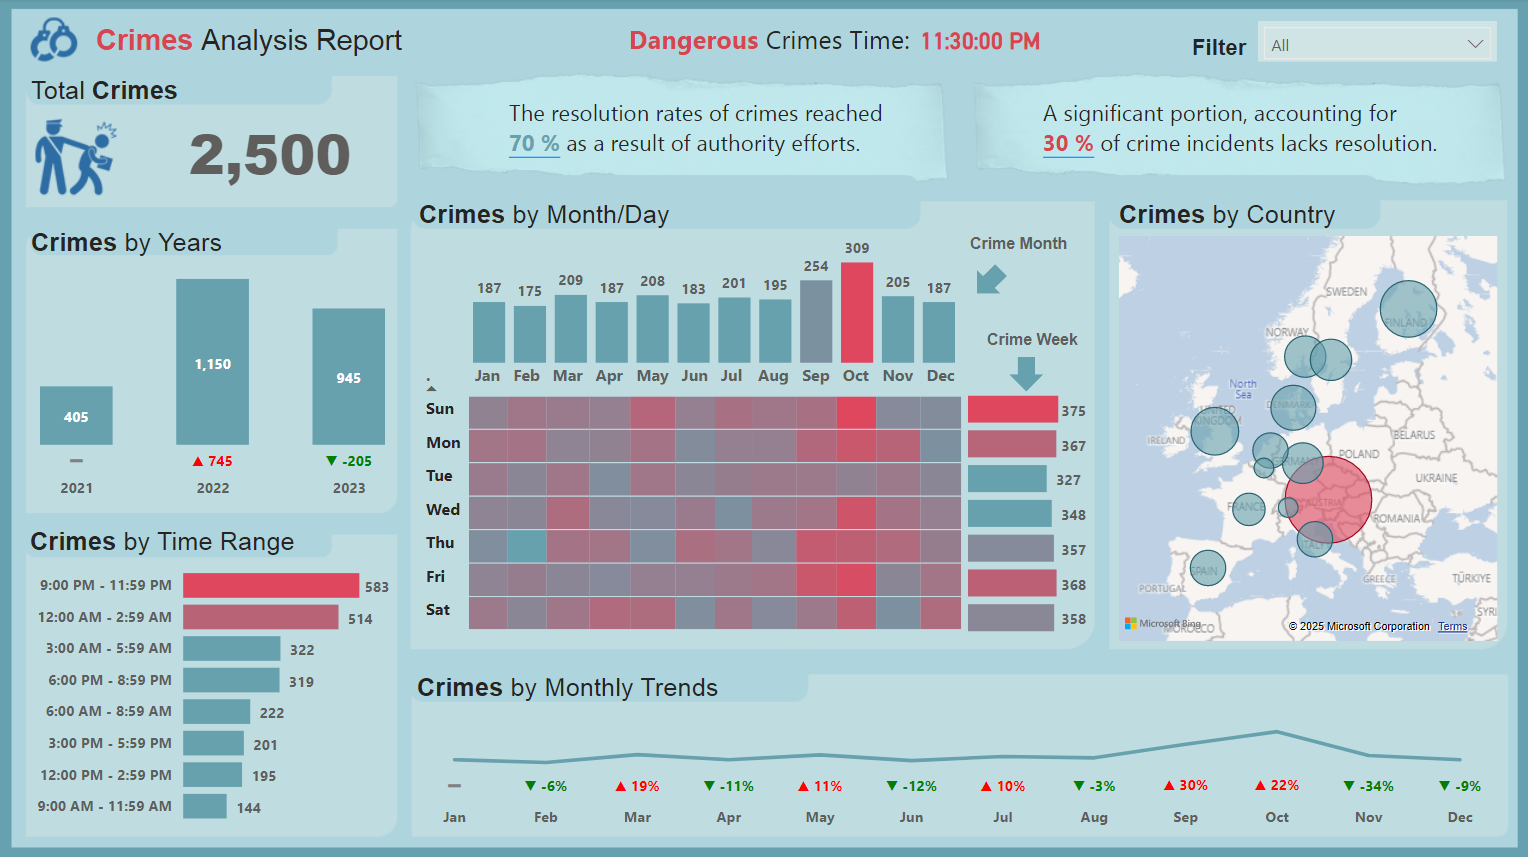 Crimes Analysis Report
Dangerous Crimes Time: 11:30:00 PM
Filter
All
Total Crimes
2,500
The resolution rates of crimes reached
70 % as a result of authority efforts.
A significant portion, accounting for
30 % of crime incidents lacks resolution.
Crimes by Years
1,150
945
405
745
-205
2021
2022
2023
Crimes by Time Range
9:00 PM - 11:59 PM 583
12:00 AM - 2:59 AM 514
3:00 AM - 5:59 AM 322
6:00 PM - 8:59 PM 319
6:00 AM - 8:59 AM 222
3:00 PM - 5:59 PM 201
12:00 PM - 2:59 PM 195
9:00 AM - 11:59 AM 144
Crimes by Month/Day
Crime Month
187 175 209 187 208 183 201 195 254 309 205 187
Jan Feb Mar Apr May Jun Jul Aug Sep Oct Nov Dec
Crime Week
Sun 375
Mon 367
Tue 327
Wed 348
Thu 357
Fri 368
Sat 358
Crimes by Country
SWEDEN
FINLAND
NORWAY
North
Sea
DENMARK
UNITED
KINGDOM
IRELAND
BELARUS
POLAND
GERMANY
UKRAINE
AUSTRIA
FRANCE
ROMANIA
ITALY
SPAIN
PORTUGAL
GREECE
TÜRKIYE
SYRI
MOROCCO
Microsoft Bing
© 2025 Microsoft Corporation Terms
Crimes by Monthly Trends
-6% 19% -11% 11% -12% 10% -3% 30% 22% -34% -9%
Jan Feb Mar Apr May Jun Jul Aug Sep Oct Nov Dec